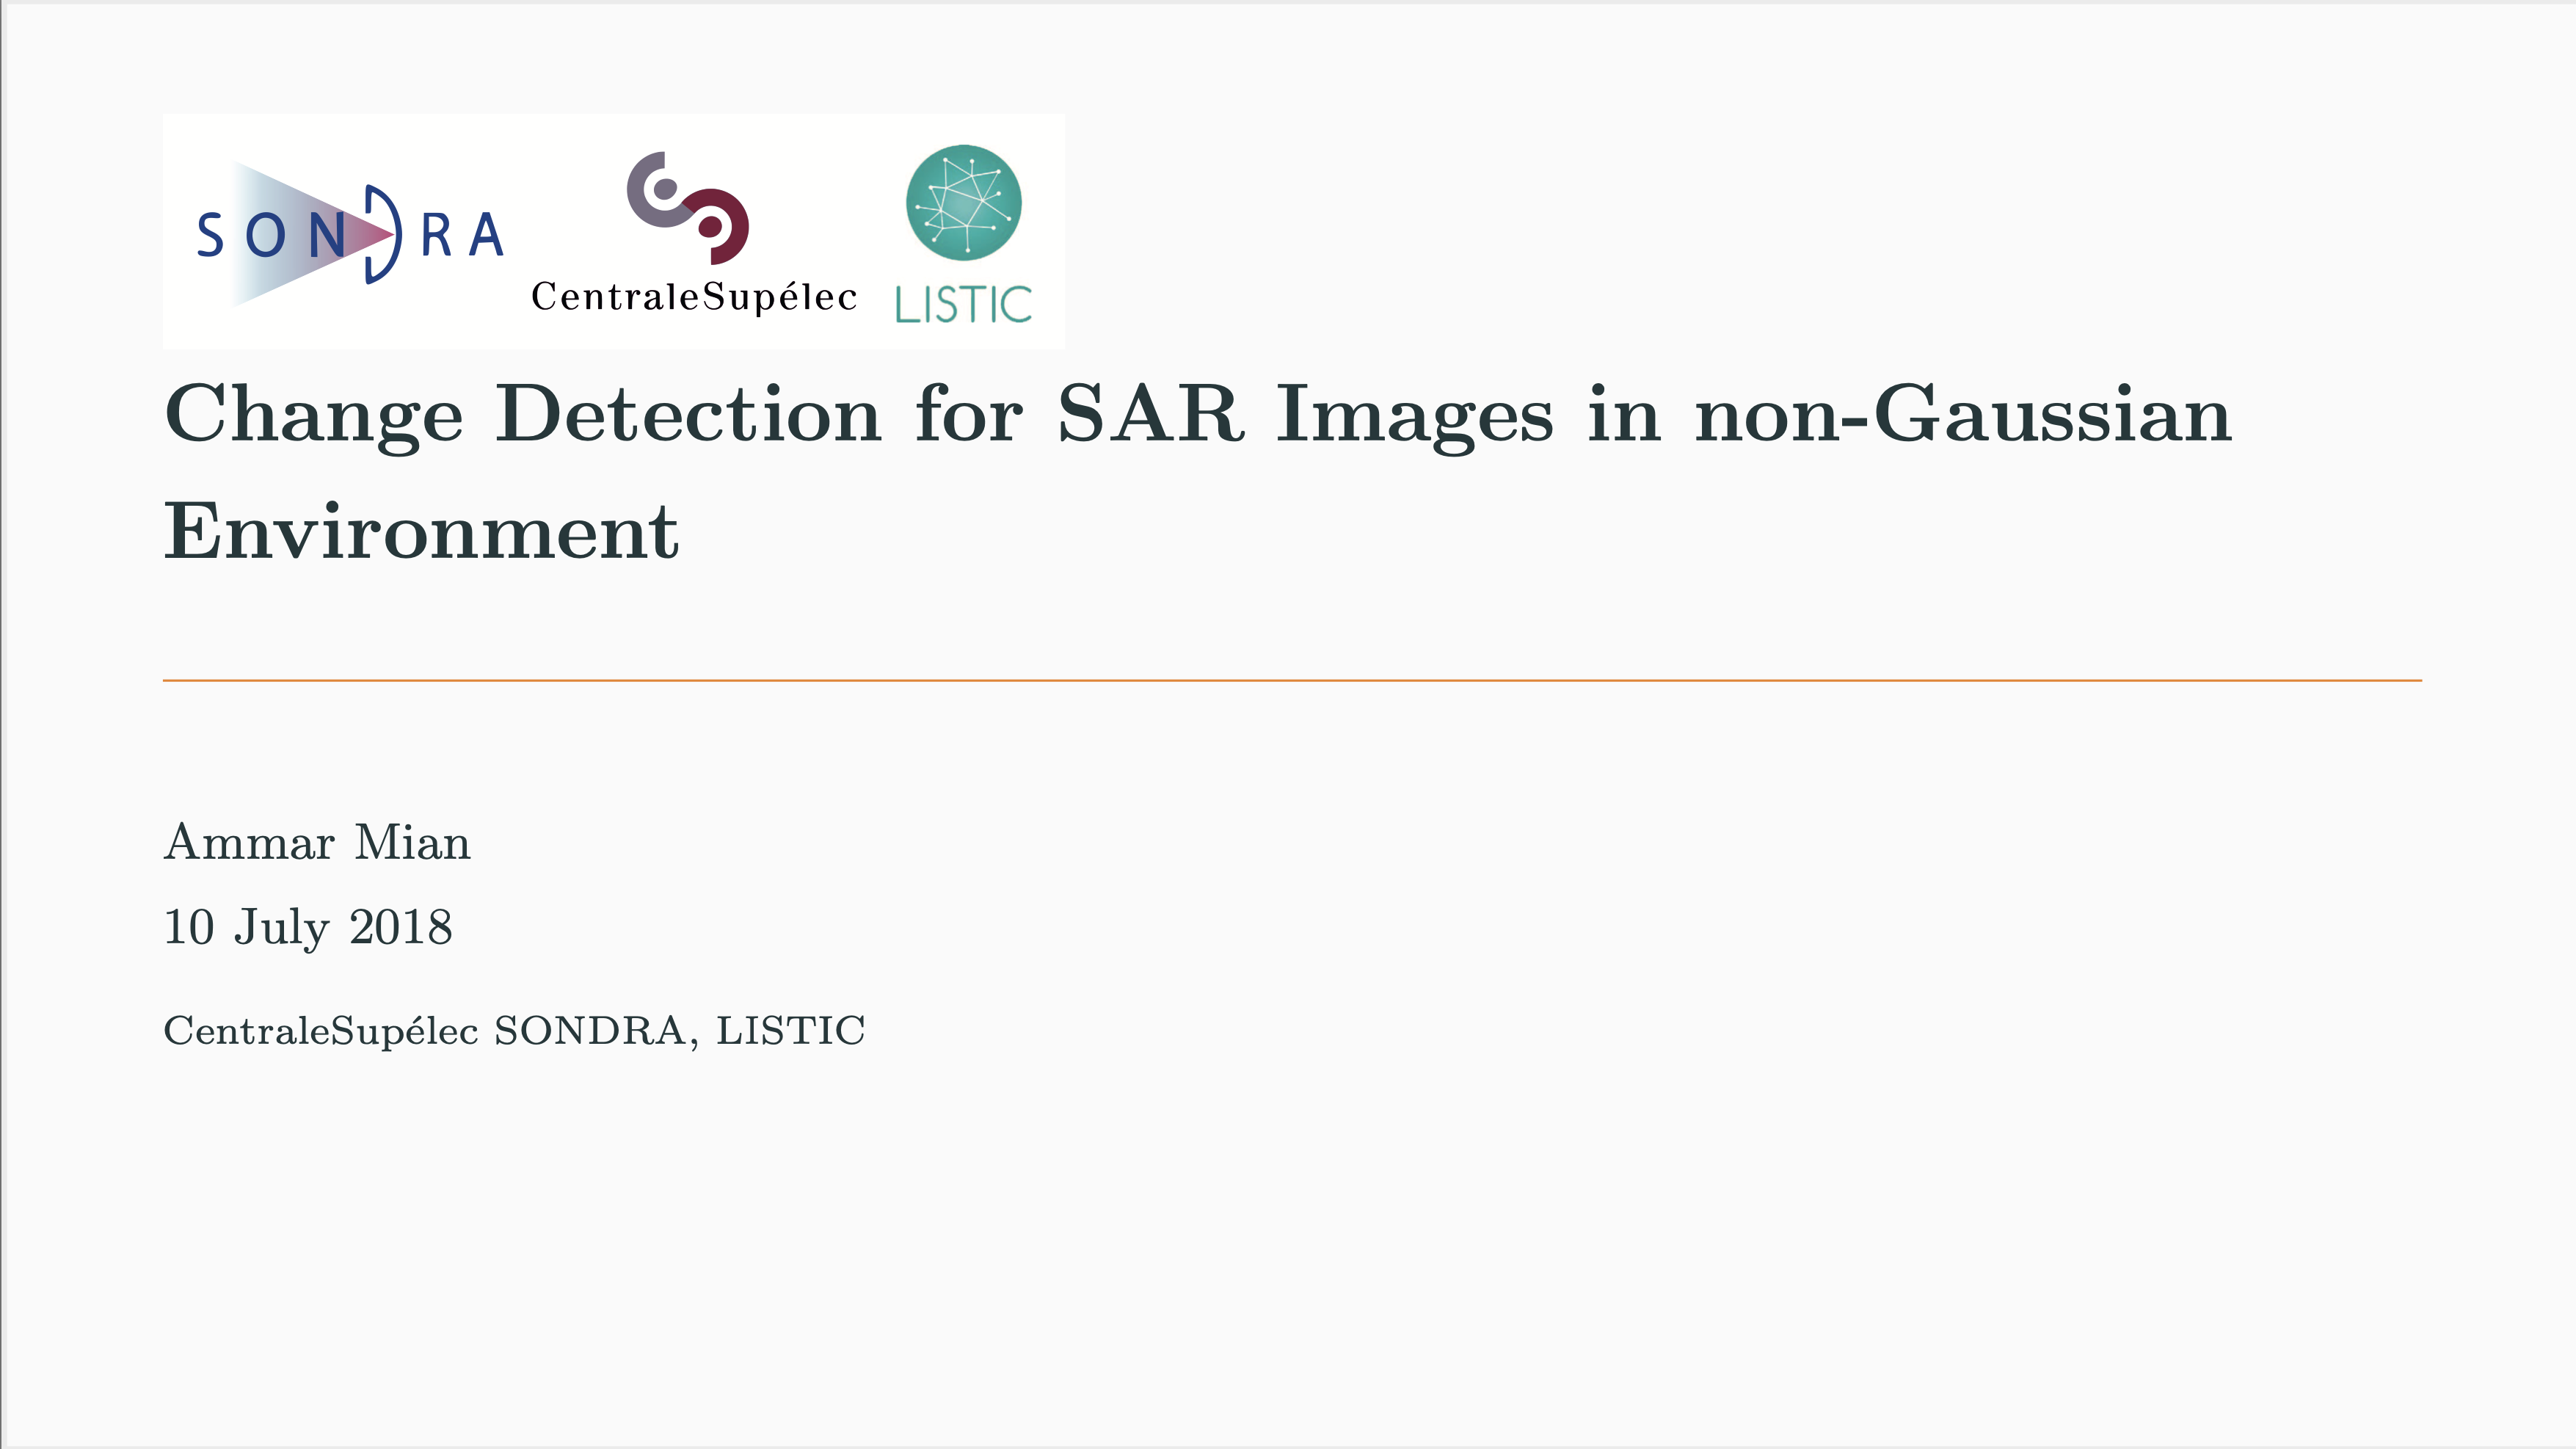 SONDRA
CentraleSupélec
LISTIC
Change Detection for SAR Images in non-Gaussian
Environment
Ammar Mian
10 July 2018
CentraleSupélec SONDRA, LISTIC